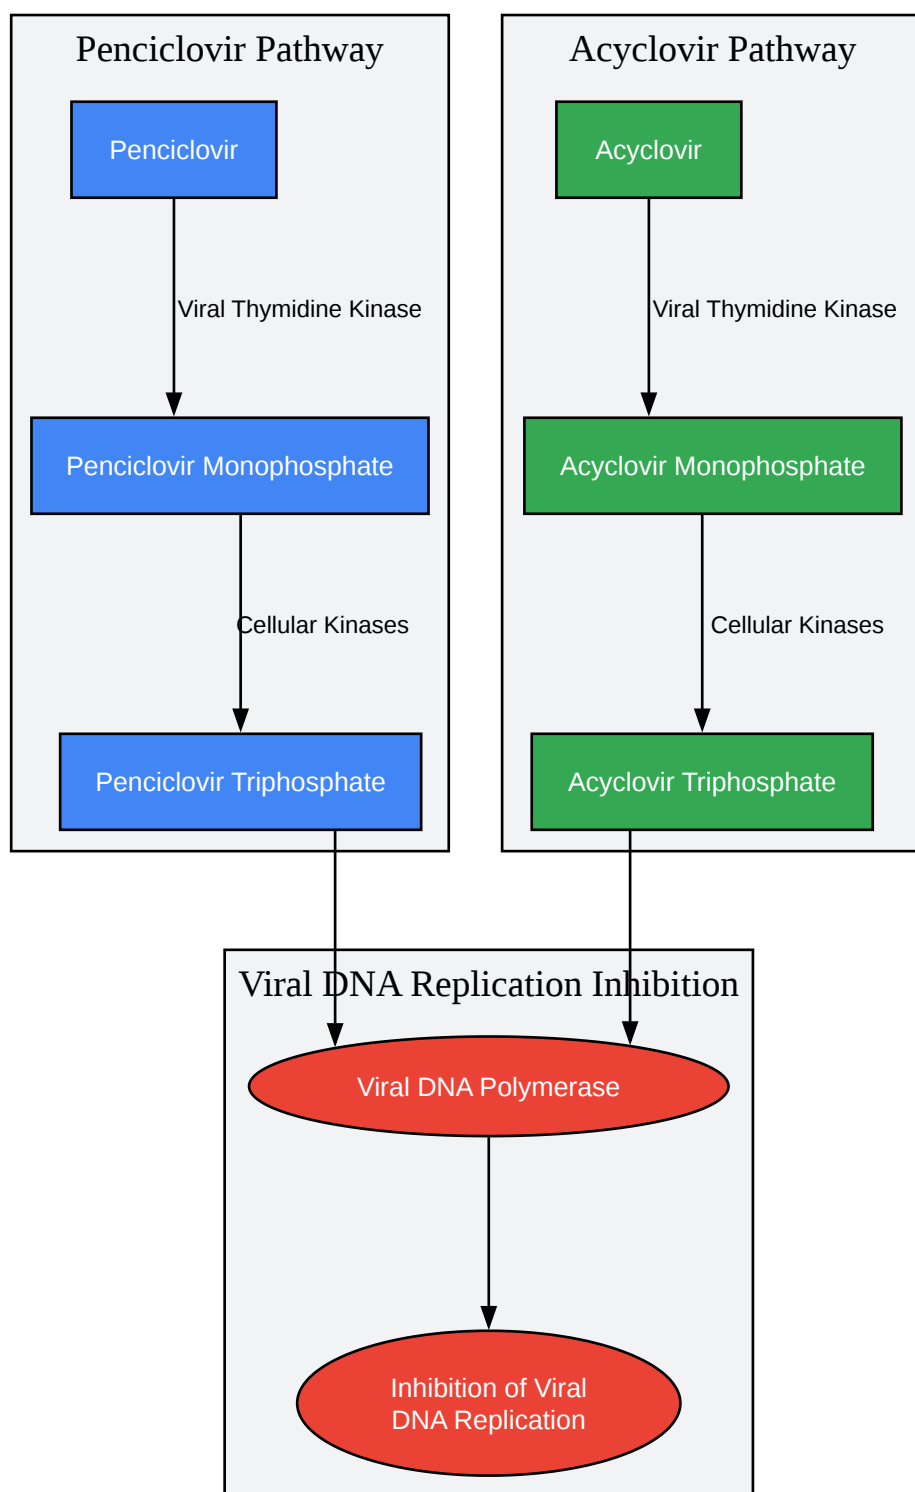 Penciclovir Pathway
Penciclovir
Viral Thymidine Kinase
Penciclovir Monophosphate
Cellular Kinases
Penciclovir Triphosphate
Acyclovir Pathway
Acyclovir
Viral Thymidine Kinase
Acyclovir Monophosphate
Cellular Kinases
Acyclovir Triphosphate
Viral DNA Replication Inhibition
Viral DNA Polymerase
Inhibition of Viral
DNA Replication